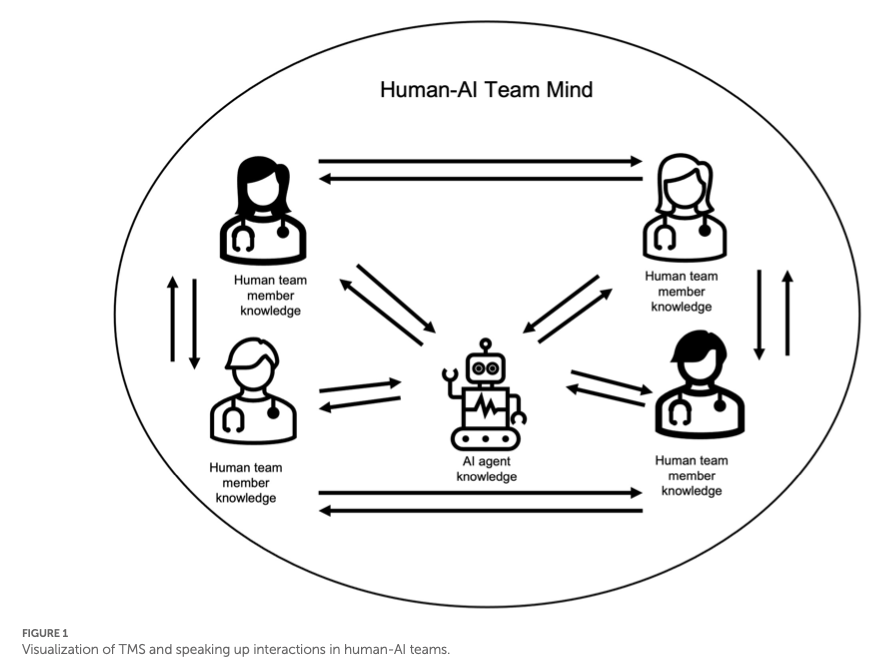 Human-AI Team Mind
Human team
member
knowledge
Human team
member
knowledge
Human team
member
knowledge
AI agent
knowledge
Human team
member
knowledge
FIGURE 1
Visualization of TMS and speaking up interactions in human-AI teams.